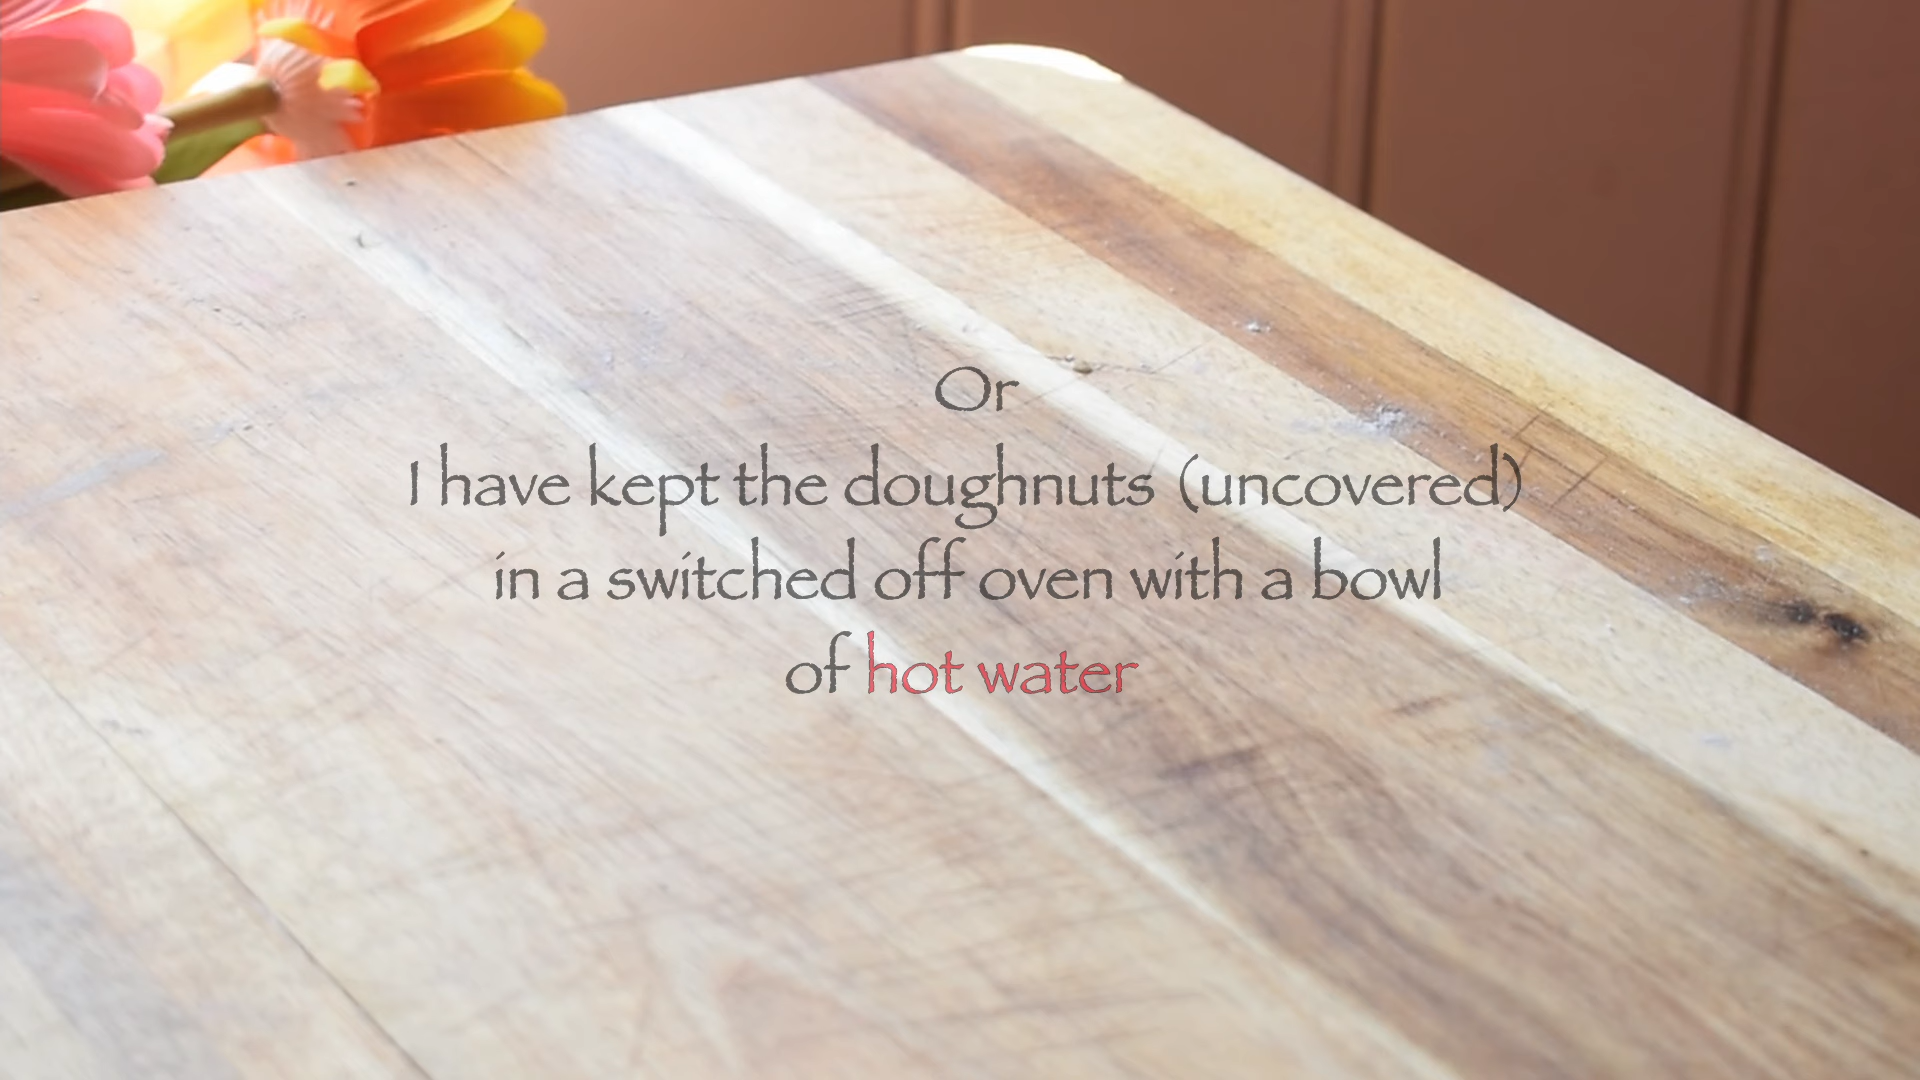 Or
I have kept the doughnuts (uncovered)
in a switched off oven with a bowl
of hot water